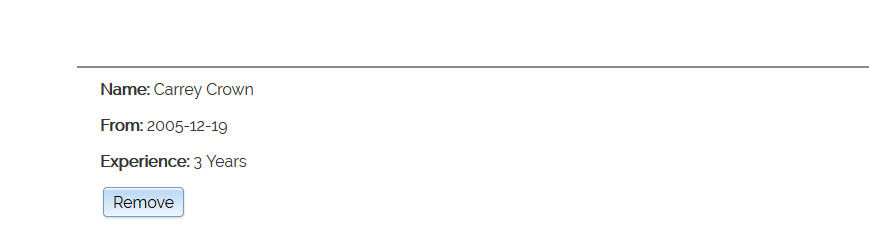 Name: Carrey Crown
From: 2005-12-19
Experience: 3 Years
Remove